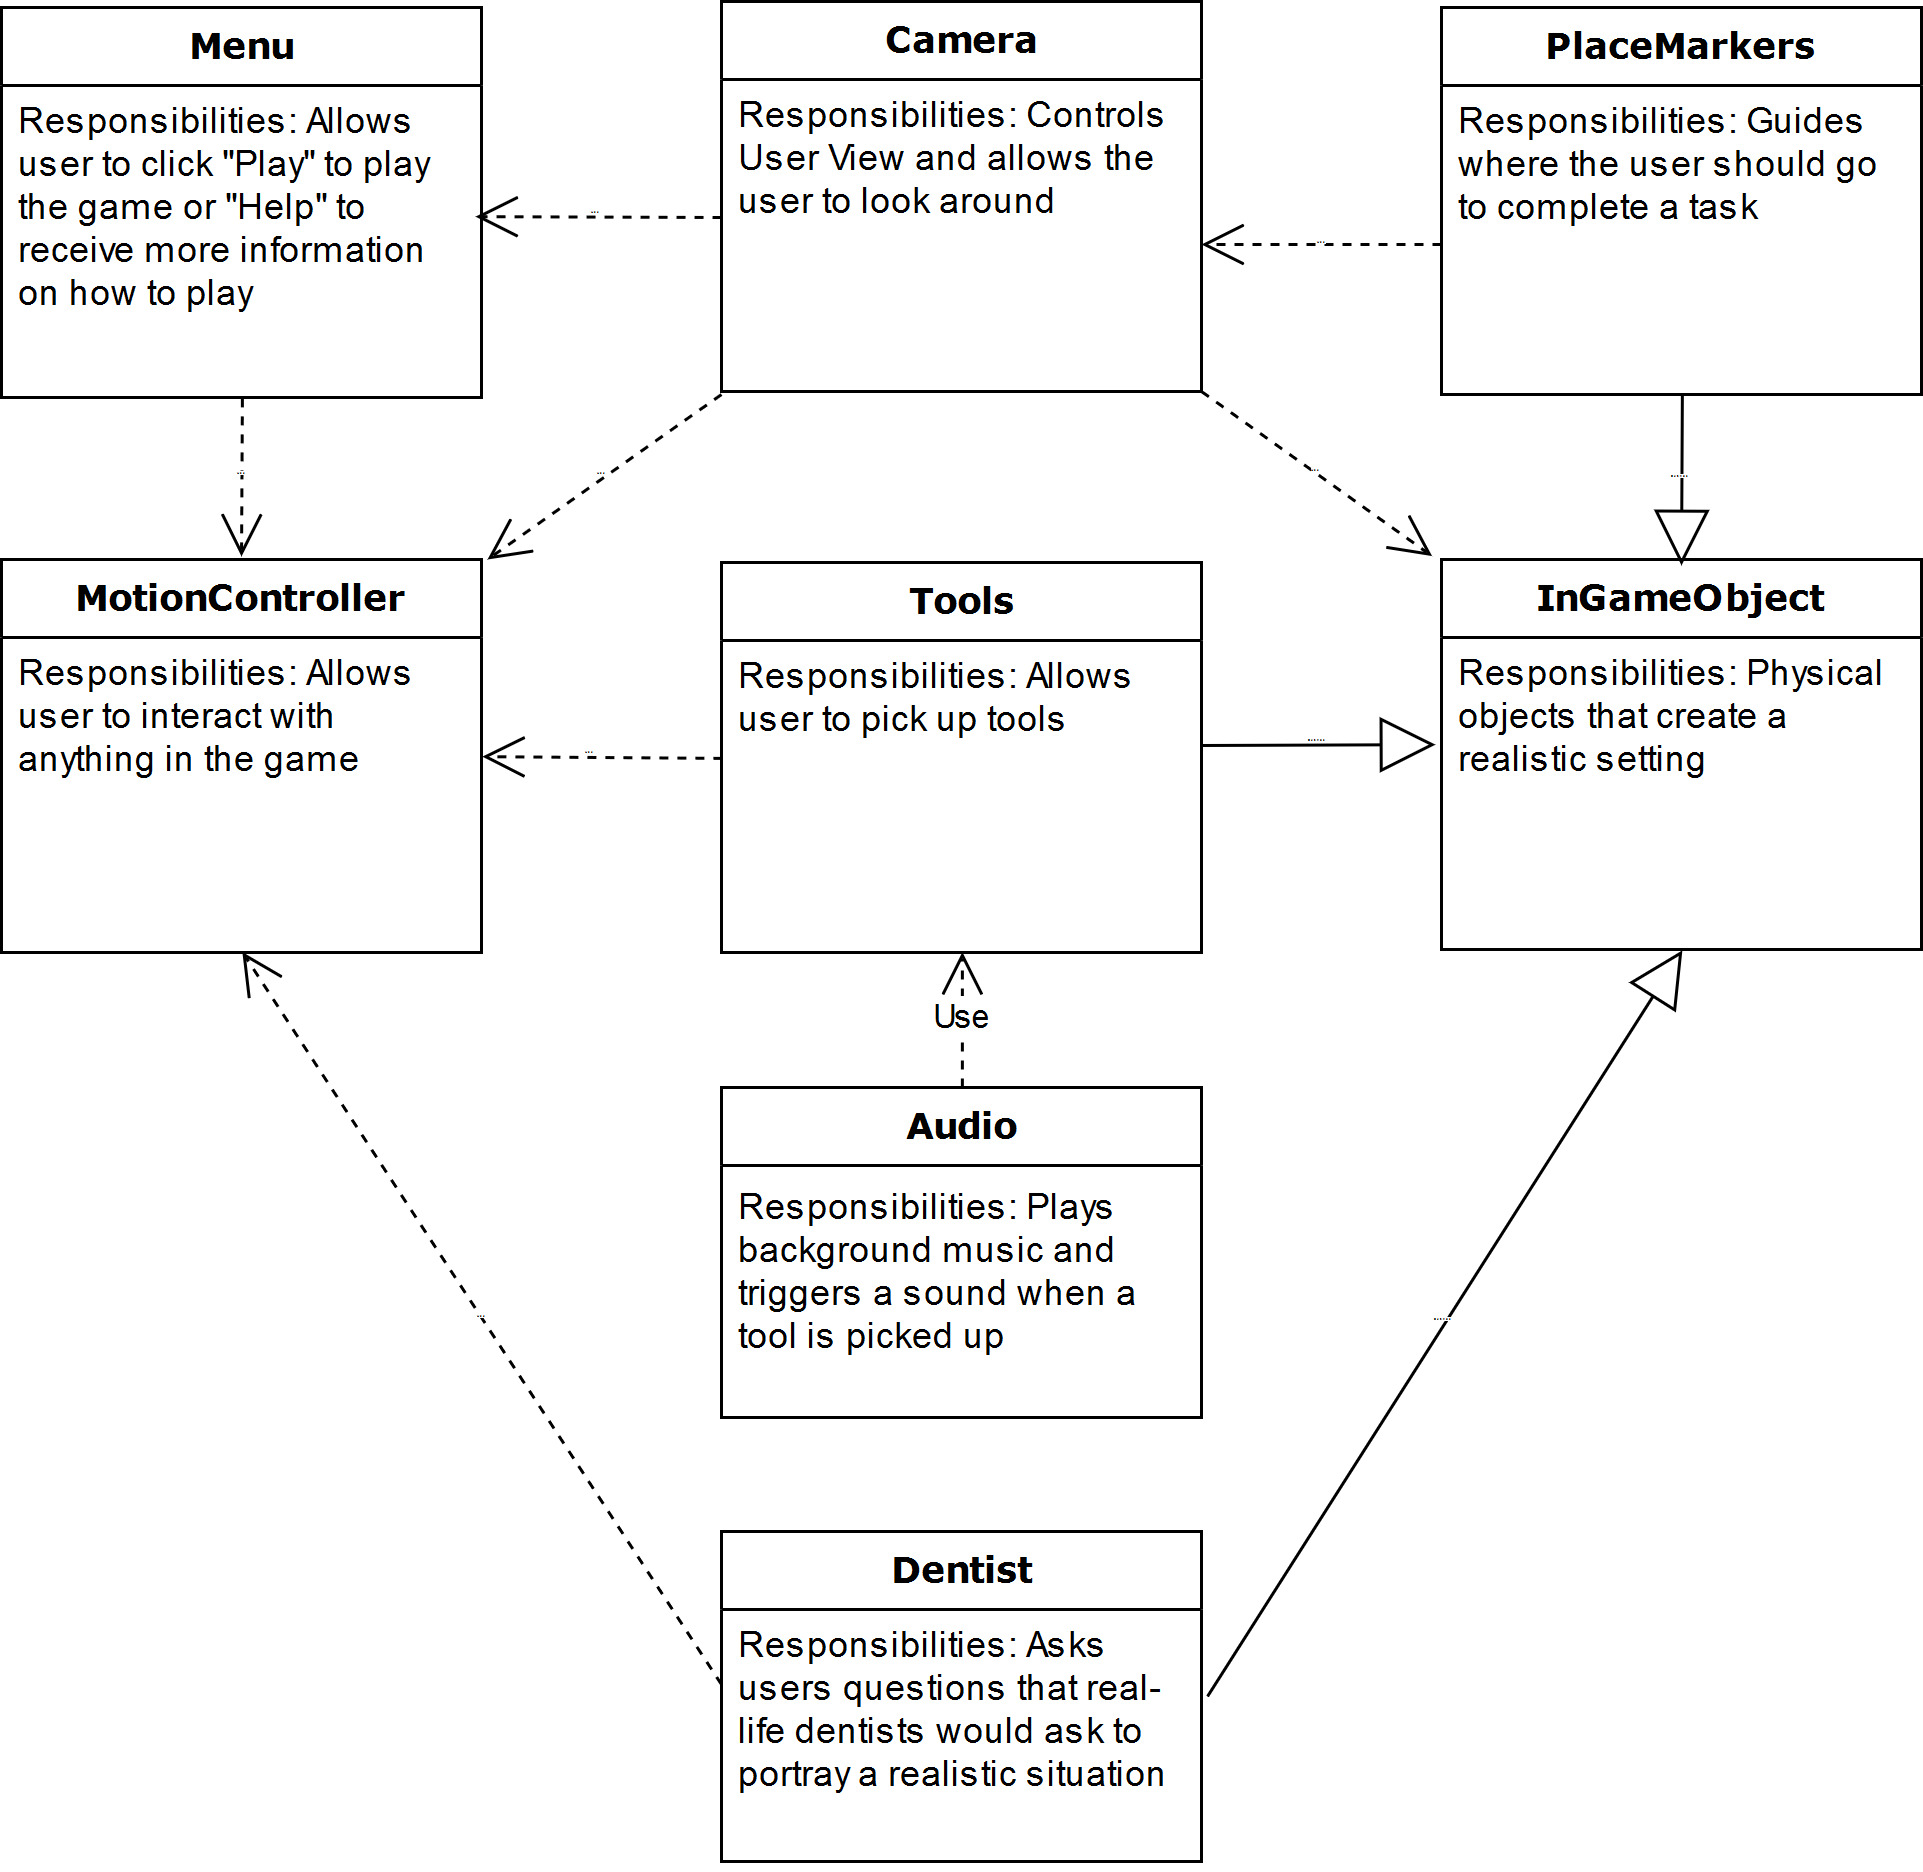 Menu
Responsibilities: Allows
user to click "Play" to play
the game or "Help" to
receive more information
on how to play
Camera
Responsibilities: Controls
User View and allows the
user to look around
PlaceMarkers
Responsibilities: Guides
where the user should go
to complete a task
MotionController
Responsibilities: Allows
user to interact with
anything in the game
Tools
Responsibilities: Allows
user to pick up tools
InGameObject
Responsibilities: Physical
objects that create a
realistic setting
Use
Audio
Responsibilities: Plays
background music and
triggers a sound when a
tool is picked up
Dentist
Responsibilities: Asks
users questions that real-
life dentists would ask to
portray a realistic situation